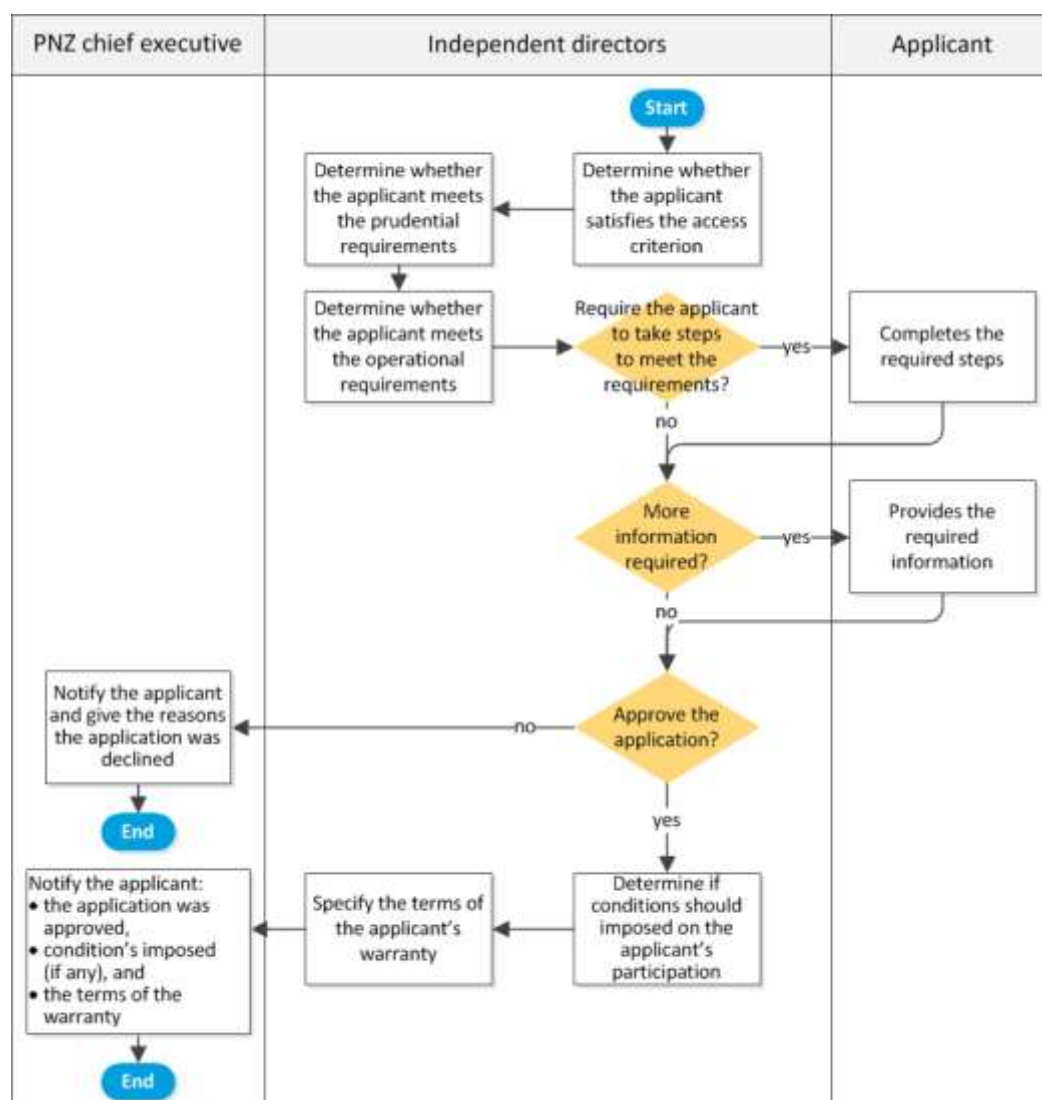 PNZ chief executive
Independent directors
Applicant
Start
Determine whether
the applicant
satisfies the access
criterion
Determine whether
the applicant meets
the prudential
requirements
Determine whether
the applicant meets
the operational
requirements
Require the applicant
to take steps
to meet the
requirements?
yes
Completes the
required steps
no
More
information
required?
yes
Provides the
required
information
no
Approve the
application?
no
Notify the applicant
and give the reasons
the application was
declined
End
yes
Determine if
conditions should
imposed on the
applicant's
participation
Specify the terms of
the applicant's
warranty
Notify the applicant:
• the application was
approved,
• condition's imposed
(if any), and
• the terms of the
warranty
End